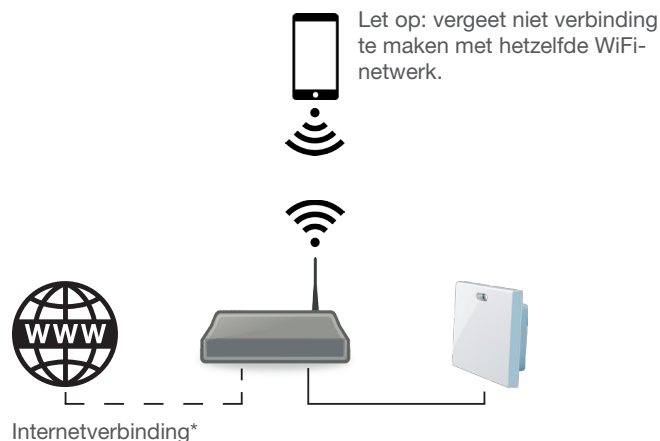 Let op: vergeet niet verbinding
te maken met hetzelfde WiFi-
netwerk.
WWW
Internetverbinding*